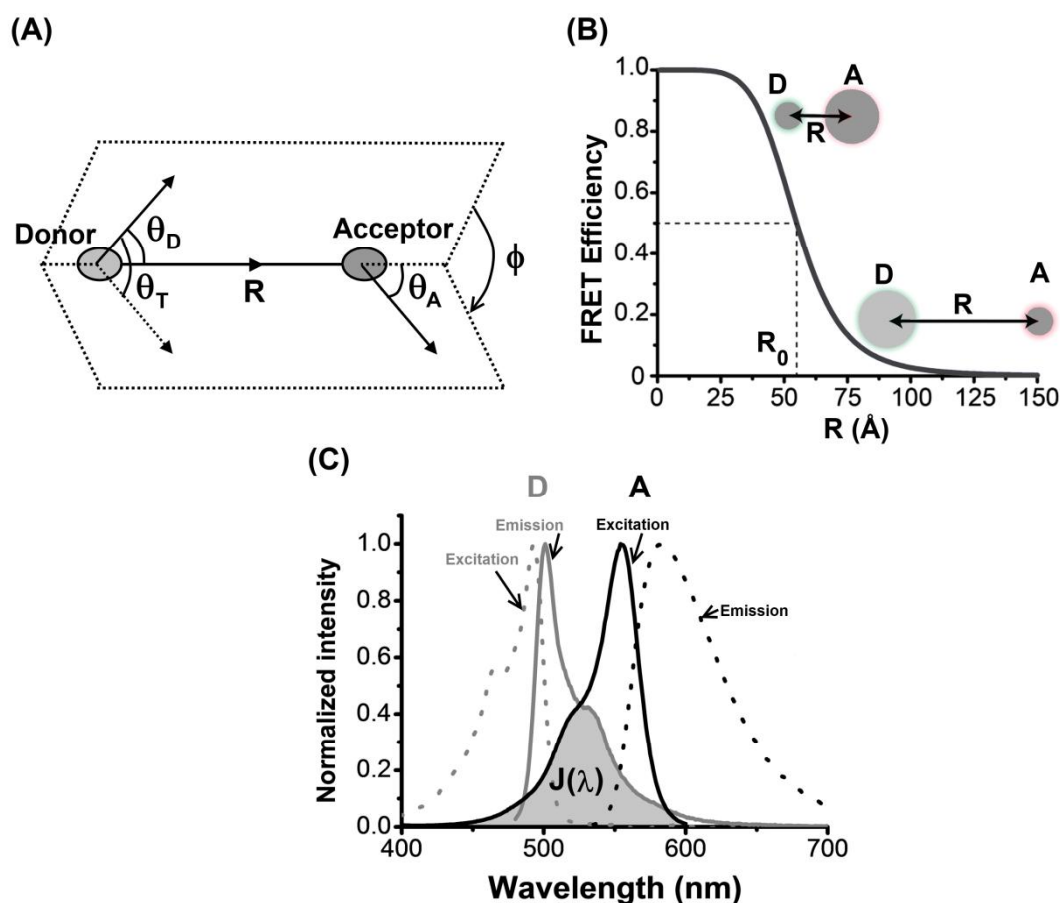 (A)
Donor
Acceptor
θD
θT
θA
R
ϕ
(B)
FRET Efficiency
1.0
0.8
0.6
0.4
0.2
0
D
A
R
D
A
R
R0
0
25
50
75
100
125
150
R (Å)
(C)
D
A
Emission
Excitation
Excitation
Emission
Normalized intensity
1.0
0.8
0.6
0.4
0.2
0.0
J(λ)
400
500
600
700
Wavelength (nm)